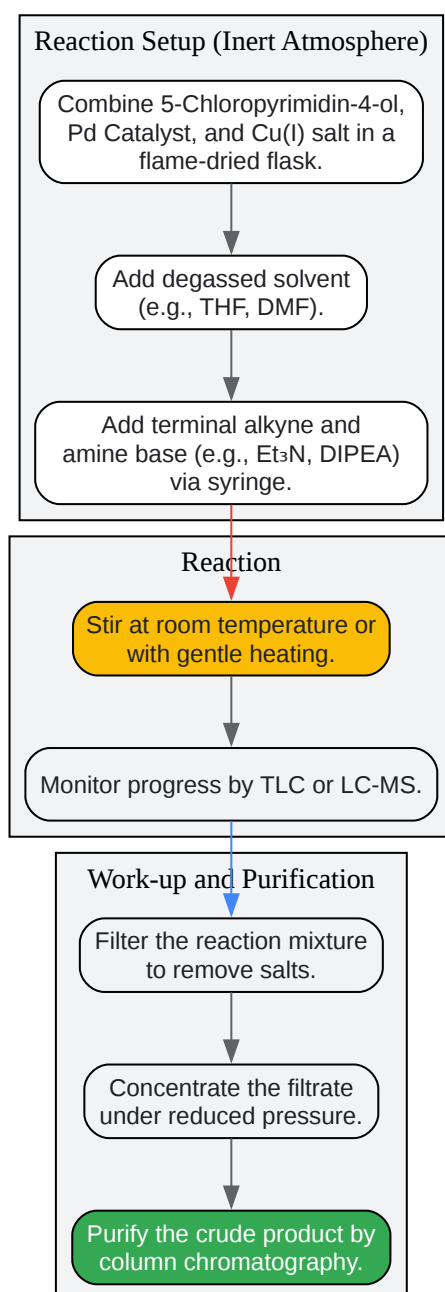 Reaction Setup (Inert Atmosphere)
Combine 5-Chloropyrimidin-4-ol,
Pd Catalyst, and Cu(I) salt in a
flame-dried flask.
Add degassed solvent
(e.g., THF, DMF).
Add terminal alkyne and
amine base (e.g., Et₃N, DIPEA)
via syringe.
Reaction
Stir at room temperature or
with gentle heating.
Monitor progress by TLC or LC-MS.
Work-up and Purification
Filter the reaction mixture
to remove salts.
Concentrate the filtrate
under reduced pressure.
Purify the crude product by
column chromatography.